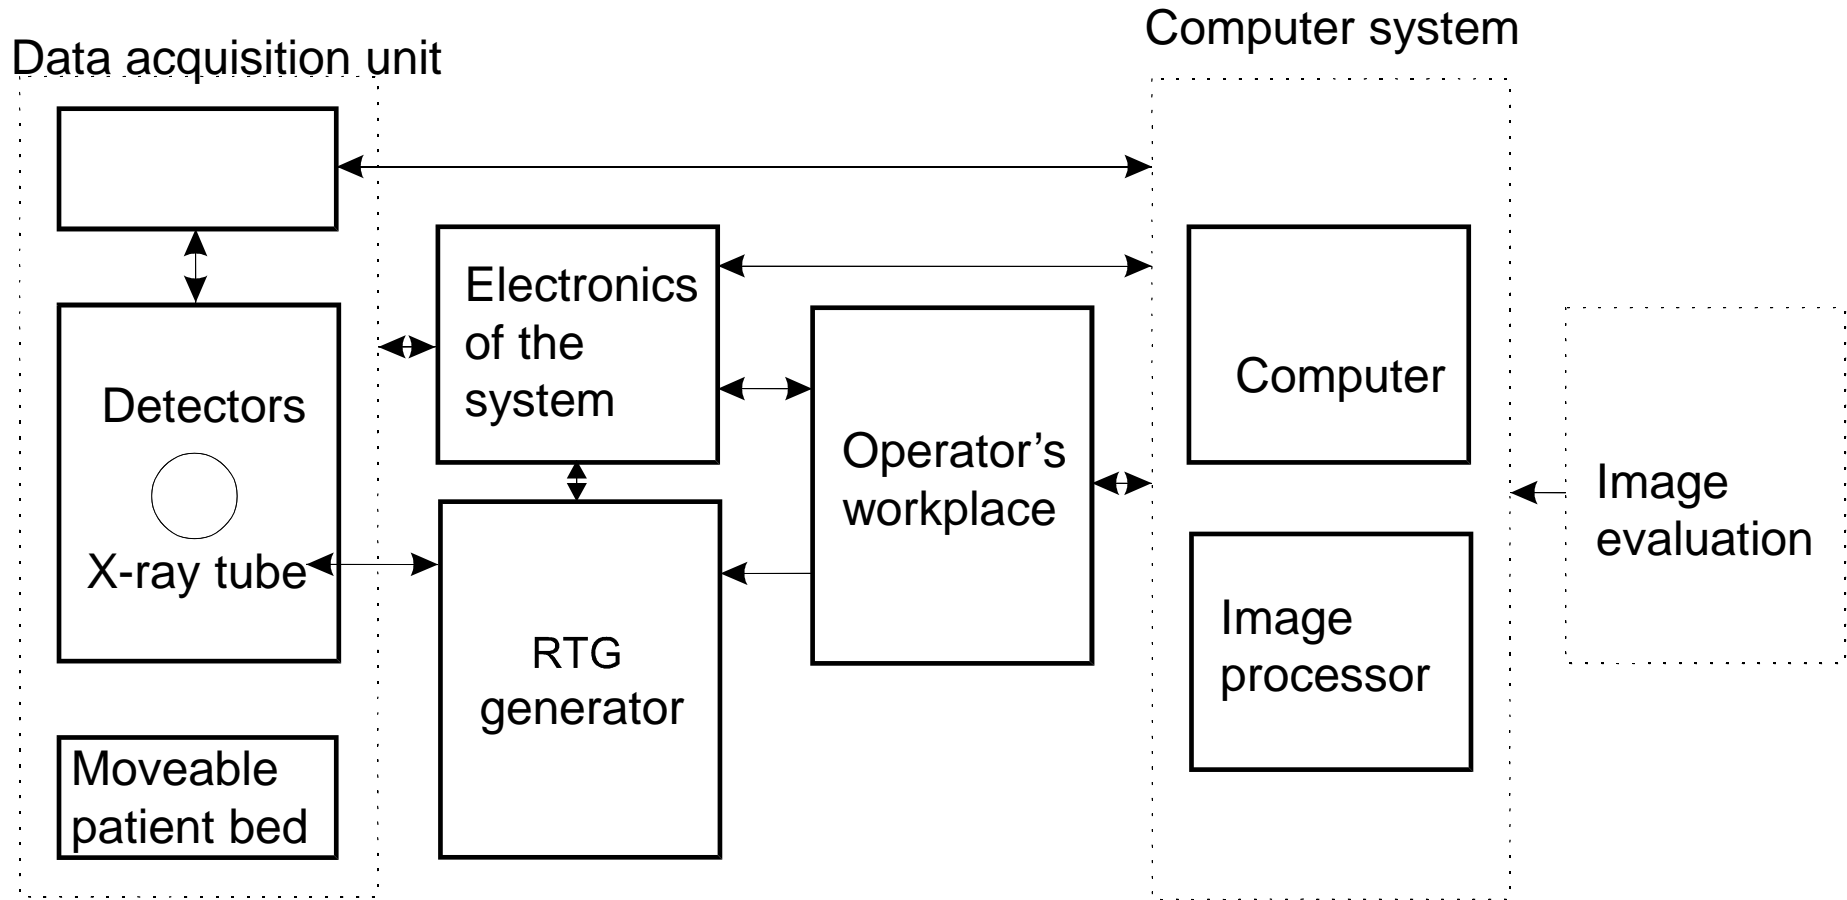 Data acquisition unit
Computer system
Electronics
of the
system
Detectors
X-ray tube
Moveable
patient bed
RTG
generator
Operator’s
workplace
Computer
Image
processor
Image
evaluation